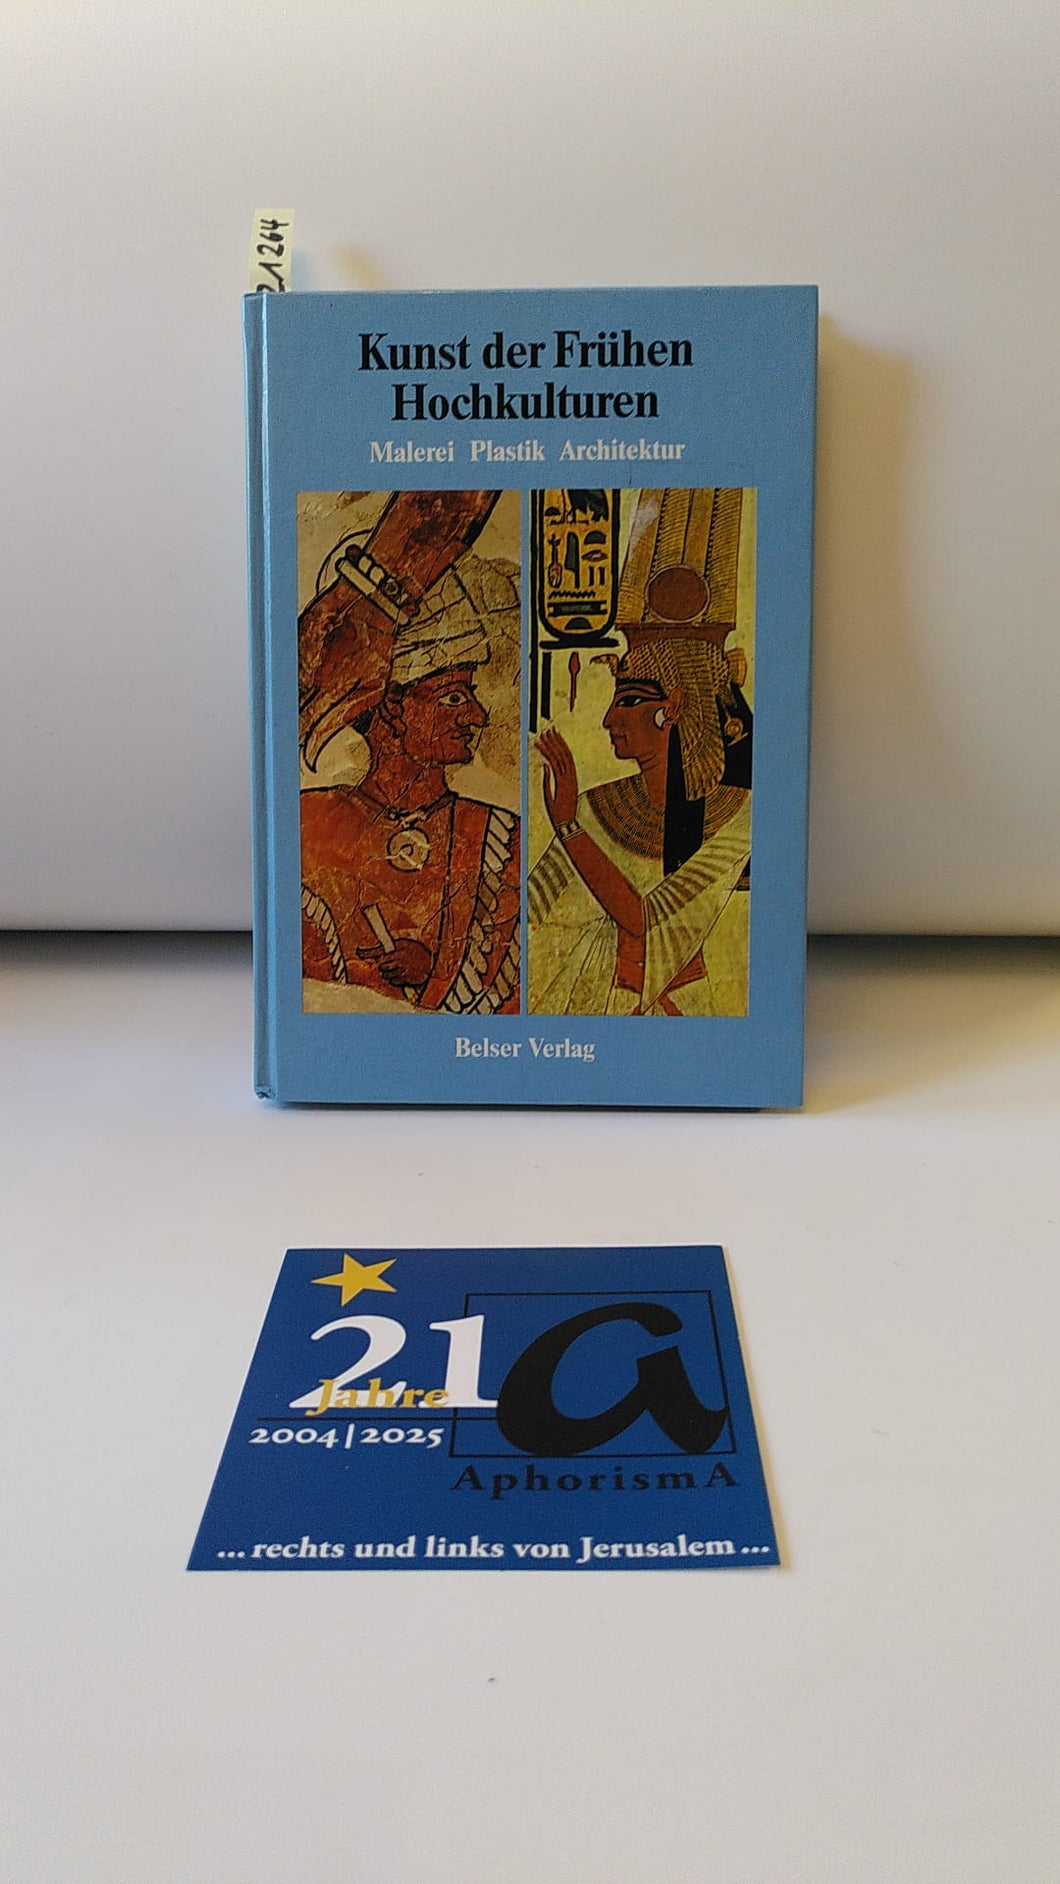 21264
Kunst der Frühen
Hochkulturen
Malerei Plastik Architektur
Belser Verlag
21
Jahre
2004|2025
a
AphorismA
... rechts und links von Jerusalem ...